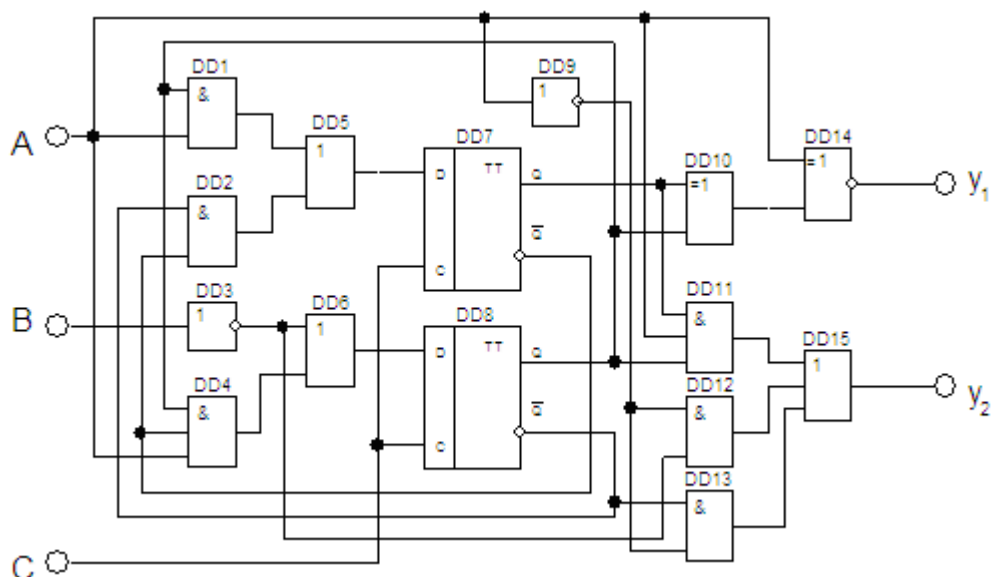 DD1
&
DD9
1
DD14
=1
A
DD5
1
DD7
D
TT
Q
Q̅
C
DD10
=1
y1
DD2
&
B
DD3
1
DD6
1
DD8
D
TT
Q
Q̅
C
DD11
&
DD15
1
DD4
&
DD12
&
y2
DD13
&
C